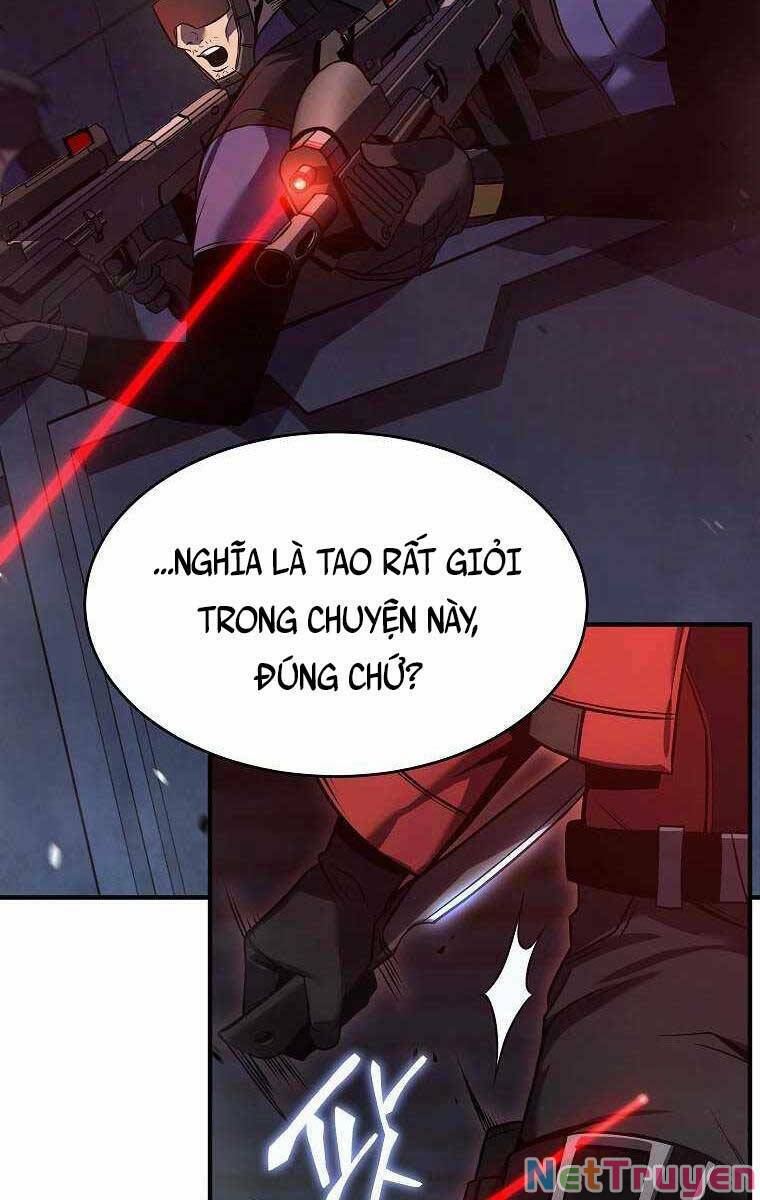 ...NGHĨA LÀ TAO RẤT GIỎI
TRONG CHUYỆN NÀY,
ĐÚNG CHỨ?
NetTruyen